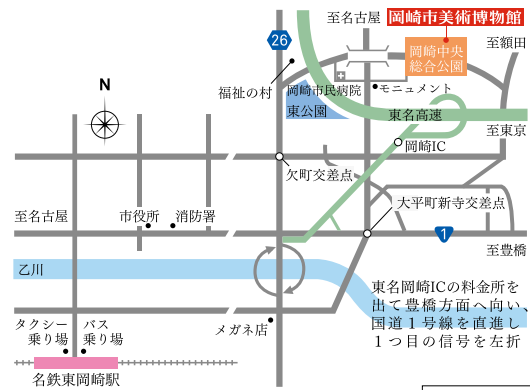 至名古屋
岡崎市美術博物館
26
岡崎中央
総合公園
至額田
福祉の村
岡崎市民病院
モニュメント
東公園
東名高速
N
至東京
岡崎IC
欠町交差点
至名古屋
市役所
消防署
大平町新寺交差点
1
至豊橋
乙川
東名岡崎ICの料金所を
出て豊橋方面へ向い、
国道1号線を直進し
1つ目の信号を左折
タクシー
乗り場
バス
乗り場
メガネ店
名鉄東岡崎駅